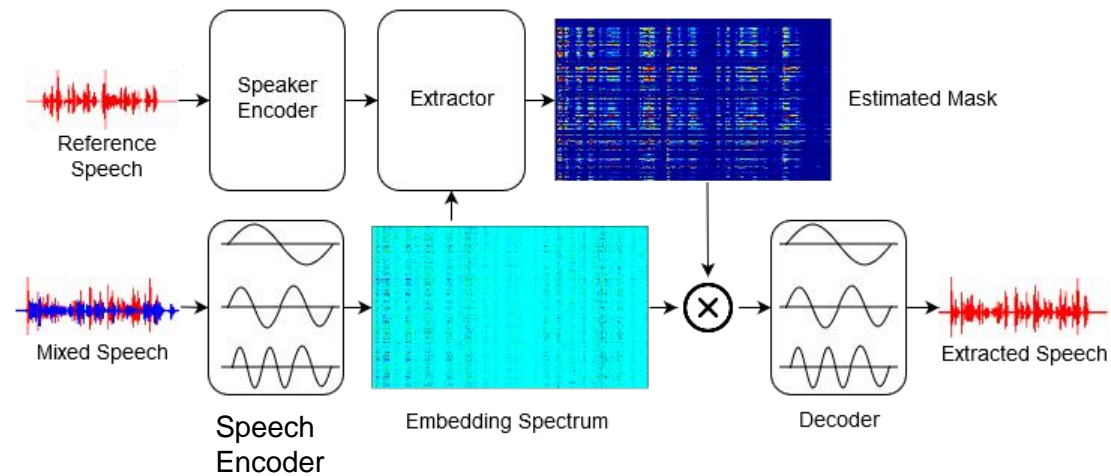 Speaker
Encoder
Extractor
Estimated Mask
Reference
Speech
Mixed Speech
Extracted Speech
Speech
Encoder
Embedding Spectrum
Decoder